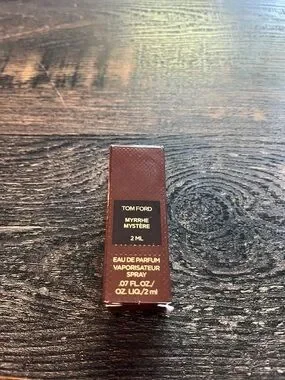 TOM FORD
MYRRHE
MYSTÈRE
2 ML
EAU DE PARFUM
VAPORISATEUR
SPRAY
.07 FL.OZ./
OZ. LIQ./2 ml